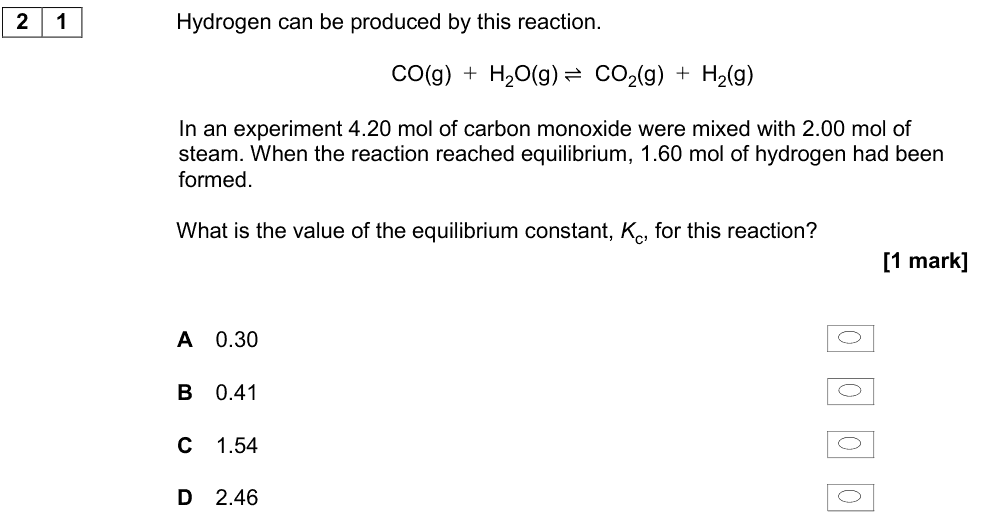 2 1 Hydrogen can be produced by this reaction.
CO(g) + H₂O(g) ⇌ CO₂(g) + H₂(g)
In an experiment 4.20 mol of carbon monoxide were mixed with 2.00 mol of
steam. When the reaction reached equilibrium, 1.60 mol of hydrogen had been
formed.
What is the value of the equilibrium constant, Kc, for this reaction?
[1 mark]
A 0.30
B 0.41
C 1.54
D 2.46